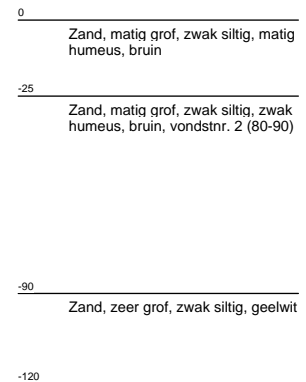 0
Zand, matig grof, zwak siltig, matig
humeus, bruin
-25
Zand, matig grof, zwak siltig, zwak
humeus, bruin, vondstnr. 2 (80-90)
-90
Zand, zeer grof, zwak siltig, geelwit
-120